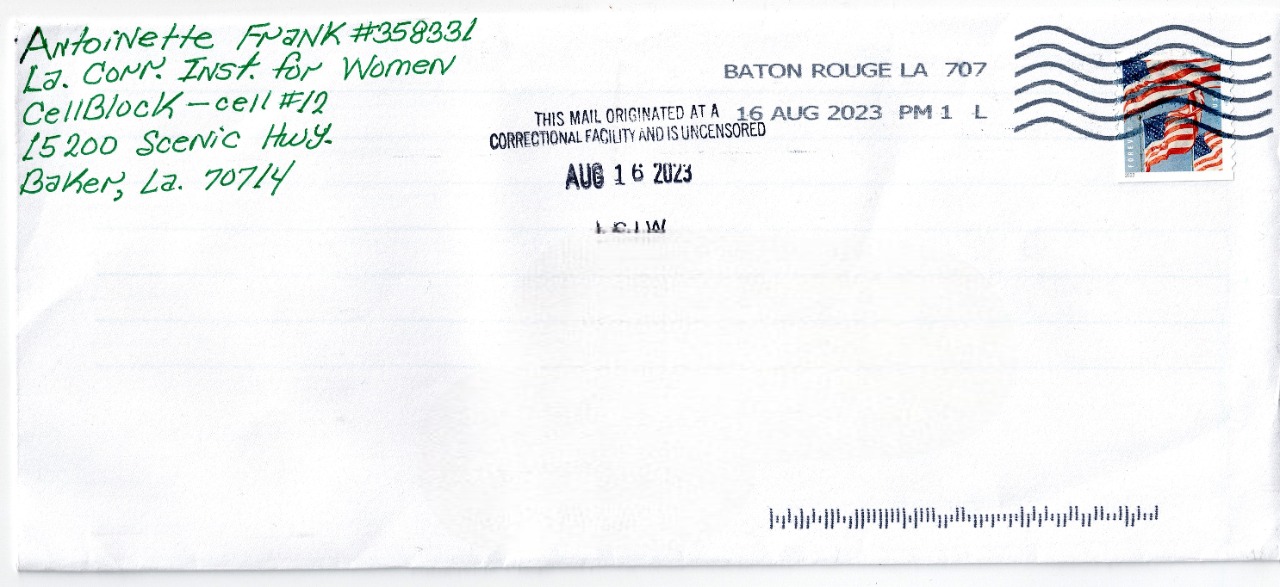 Antoinette Frank #358331
La. Corr. Inst. for Women
CellBlock – cell #12
15200 Scenic Hwy.
Baker, La. 70714
BATON ROUGE LA 707
16 AUG 2023 PM 1 L
THIS MAIL ORIGINATED AT A
CORRECTIONAL FACILITY AND IS UNCENSORED
AUG 16 2023
L.C.I.W
FOREVER